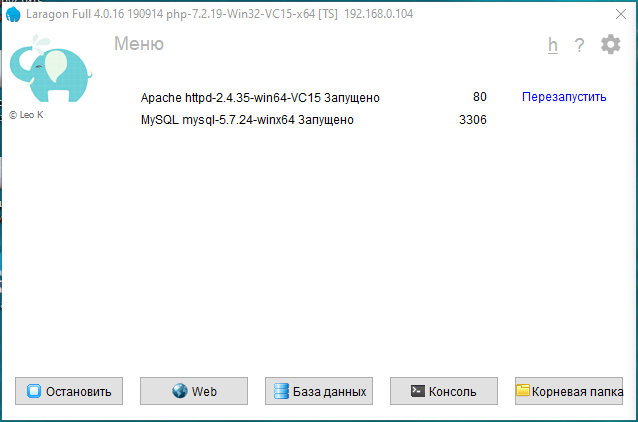 Laragon Full 4.0.16 190914 php-7.2.19-Win32-VC15-x64 [TS] 192.168.0.104
Меню
h ?
© Leo K
Apache httpd-2.4.35-win64-VC15 Запущено 80 Перезапустить
MySQL mysql-5.7.24-winx64 Запущено 3306
Остановить Web База данных Консоль Корневая папка